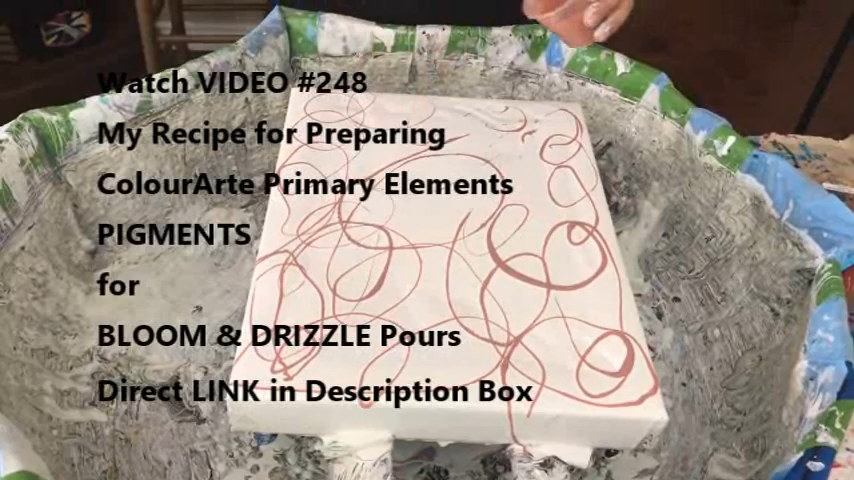 Watch VIDEO #248
My Recipe for Preparing
ColourArte Primary Elements
PIGMENTS
for
BLOOM & DRIZZLE Pours
Direct LINK in Description Box